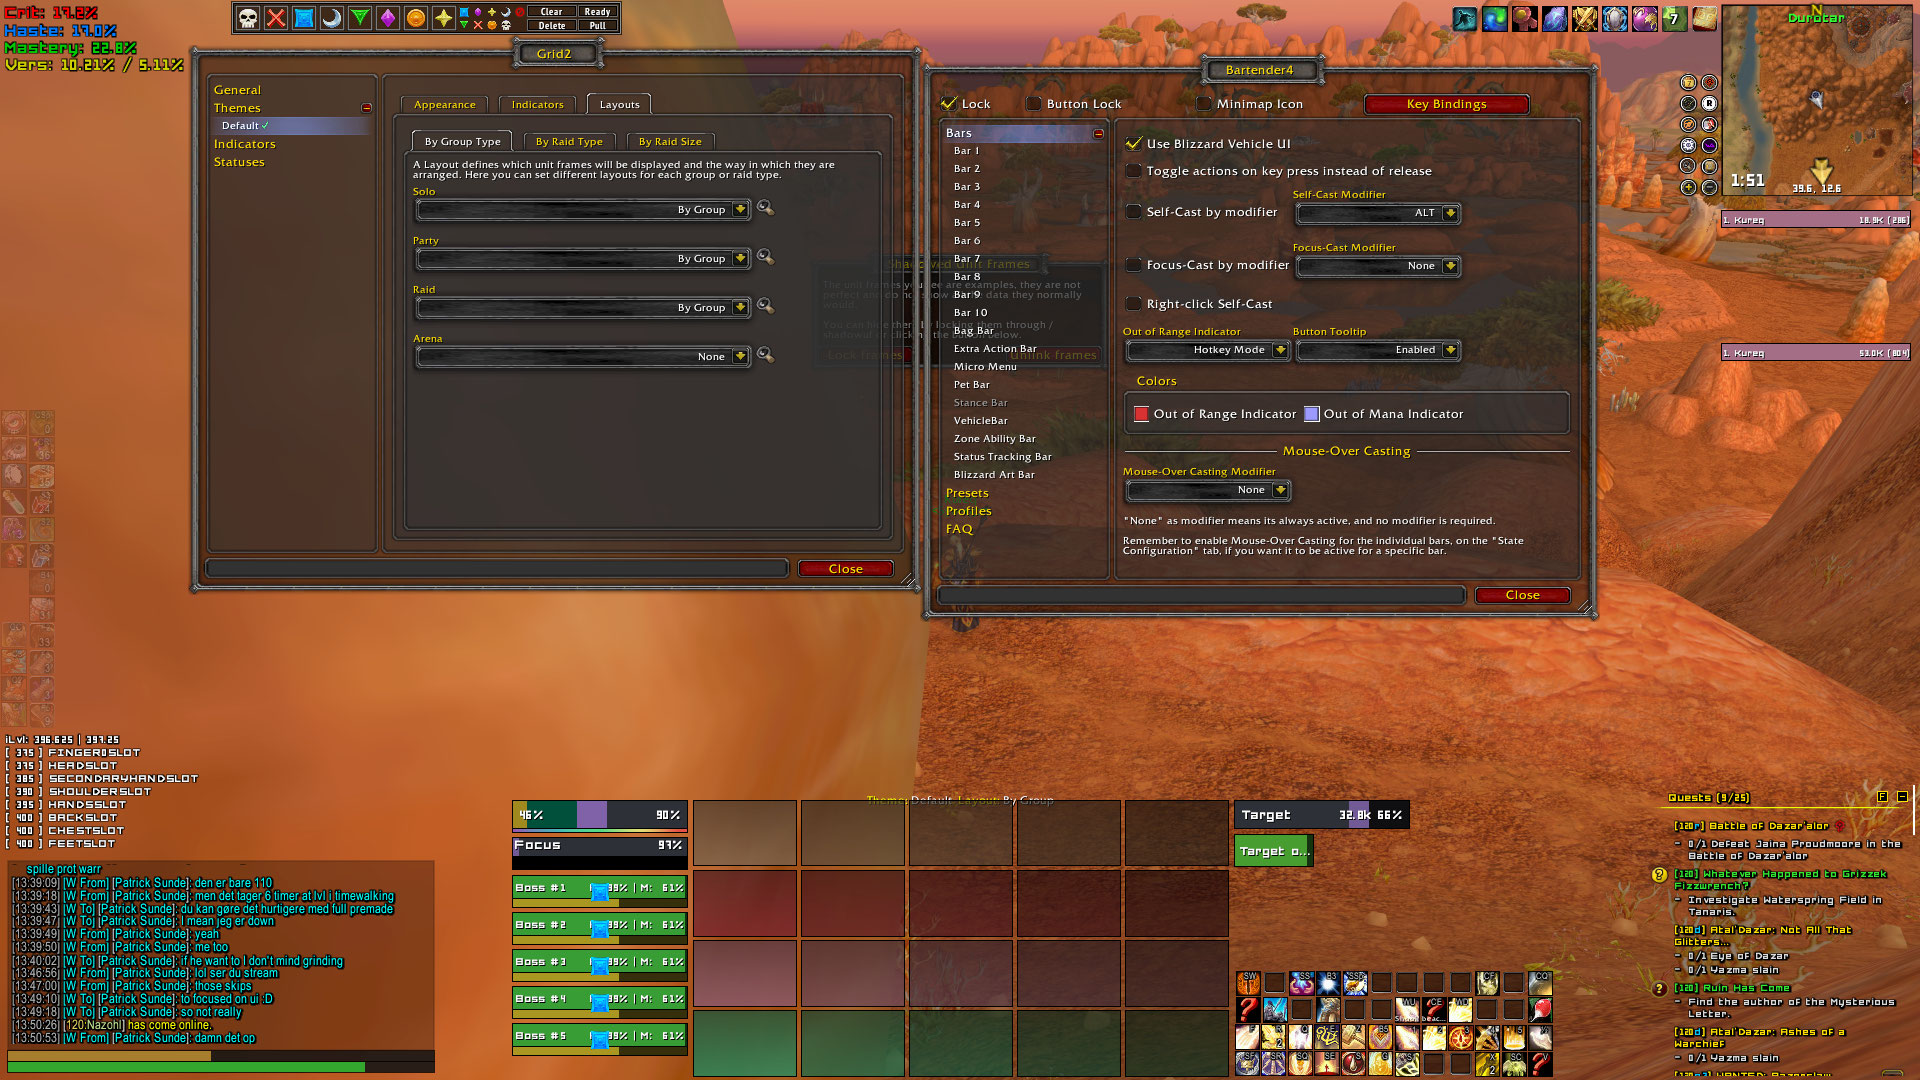 Crit: 17.2%
Haste: 17.0%
Mastery: 22.8%
Vers: 10.21% / 5.11%
Clear
Ready
Delete
Pull
Grid2
General
Themes
Default
Indicators
Statuses
Appearance
Indicators
Layouts
By Group Type
By Raid Type
By Raid Size
A Layout defines which unit frames will be displayed and the way in which they are
arranged. Here you can set different layouts for each group or raid type.
Solo
By Group
Party
By Group
Raid
By Group
Arena
None
Close
Bartender4
Lock
Button Lock
Minimap Icon
Key Bindings
Bars
Bar 1
Bar 2
Bar 3
Bar 4
Bar 5
Bar 6
Bar 7
Bar 8
Bar 9
Bar 10
Bag Bar
Extra Action Bar
Micro Menu
Pet Bar
Stance Bar
VehicleBar
Zone Ability Bar
Status Tracking Bar
Blizzard Art Bar
Presets
Profiles
FAQ
Use Blizzard Vehicle UI
Toggle actions on key press instead of release
Self-Cast by modifier
Self-Cast Modifier
ALT
Focus-Cast by modifier
Focus-Cast Modifier
None
Right-click Self-Cast
Out of Range Indicator
Hotkey Mode
Button Tooltip
Enabled
Colors
Out of Range Indicator
Out of Mana Indicator
Mouse-Over Casting
Mouse-Over Casting Modifier
None
"None" as modifier means its always active, and no modifier is required.
Remember to enable Mouse-Over Casting for the individual bars, on the "State
Configuration" tab, if you want it to be active for a specific bar.
Close
Lock frames
Unlink frames
7
N
Durotar
1:51
39.6, 12.6
1. Kureq
18.9K (286)
1. Kureq
53.0K (804)
iLvl: 396.625 | 397.25
[ 375 ] FINGER0SLOT
[ 375 ] HEADSLOT
[ 385 ] SECONDARYHANDSLOT
[ 390 ] SHOULDERSLOT
[ 395 ] HANDSSLOT
[ 400 ] BACKSLOT
[ 400 ] CHESTSLOT
[ 400 ] FEETSLOT
spille prot warr
[13:39:09] [W From] [Patrick Sunde]: den er bare 110
[13:39:18] [W From] [Patrick Sunde]: men det tager 6 timer at lvl i timewalking
[13:39:43] [W To] [Patrick Sunde]: du kan gøre det hurtigere med full premade
[13:39:47] [W To] [Patrick Sunde]: I mean jeg er down
[13:39:49] [W From] [Patrick Sunde]: yeah
[13:39:50] [W From] [Patrick Sunde]: me too
[13:40:02] [W To] [Patrick Sunde]: if he want to I don't mind grinding
[13:46:56] [W From] [Patrick Sunde]: lol ser du stream
[13:47:00] [W From] [Patrick Sunde]: those skips
[13:49:10] [W To] [Patrick Sunde]: to focused on ui :D
[13:49:18] [W To] [Patrick Sunde]: so not really
[13:50:26] [120:Nazohl] has come online.
[13:50:53] [W From] [Patrick Sunde]: damn det op
46%
90%
Focus
97%
Boss #1
M: 61%
Boss #2
M: 61%
Boss #3
M: 61%
Boss #4
M: 61%
Boss #5
M: 61%
Theme: Default Layout: By Group
Target
32.8k 66%
Target o...
Quests (9/25)
[120r] Battle of Dazar'alor
- 0/1 Defeat Jaina Proudmoore in the
Battle of Dazar'alor
[120] Whatever Happened to Grizzek
Fizzwrench?
- Investigate Waterspring Field in
Tanaris.
[120d] Atal'Dazar: Not All That
Glitters...
- 0/1 Eye of Dazar
- 0/1 Yazma slain
[120] Ruin Has Come
- Find the author of the Mysterious
Letter.
[120d] Atal'Dazar: Ashes of a
Warchief
- 0/1 Yazma slain